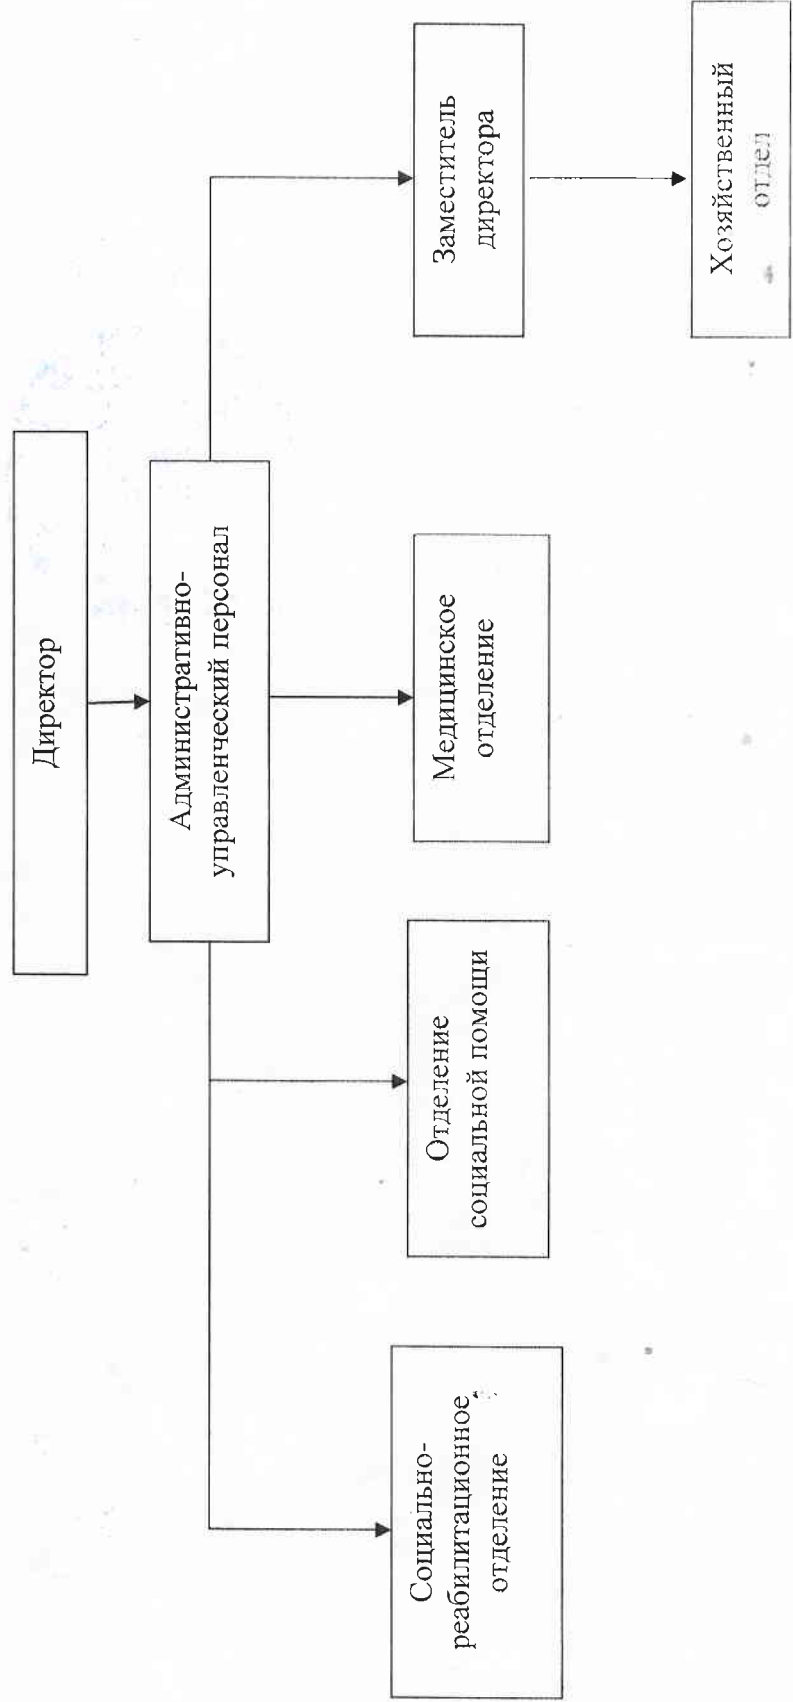 Директор
Административно-
управленческий персонал
Социально-
реабилитационное
отделение
Отделение
социальной помощи
Медицинское
отделение
Заместитель
директора
Хозяйственный
отдел